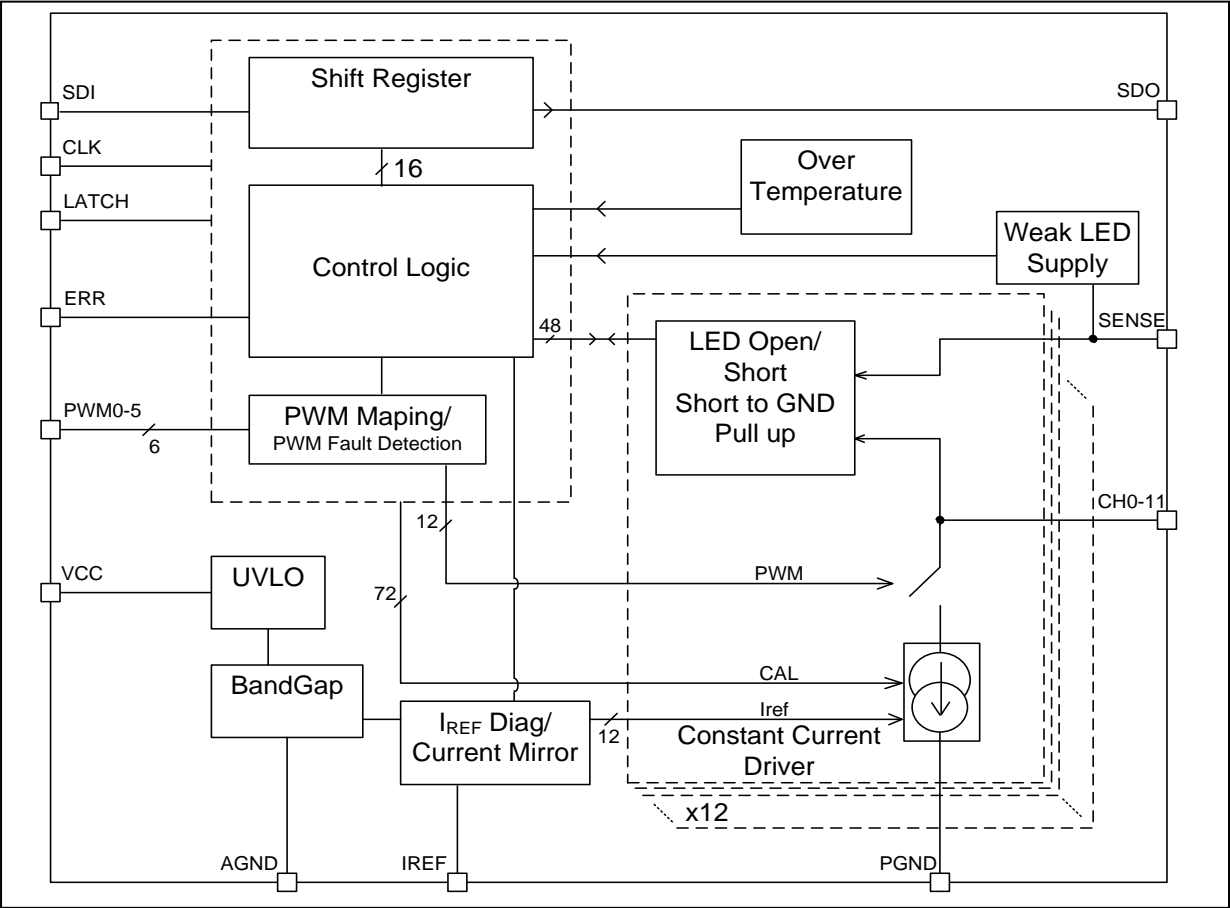 Shift Register
SDI
SDO
CLK
16
Over
Temperature
LATCH
Weak LED
Supply
Control Logic
ERR
48
SENSE
LED Open/
Short
Short to GND
Pull up
PWM0-5
6
PWM Maping/
PWM Fault Detection
CH0-11
12
VCC
UVLO
72
PWM
BandGap
CAL
IREF Diag/
Current Mirror
12
Iref
Constant Current
Driver
x12
AGND
IREF
PGND